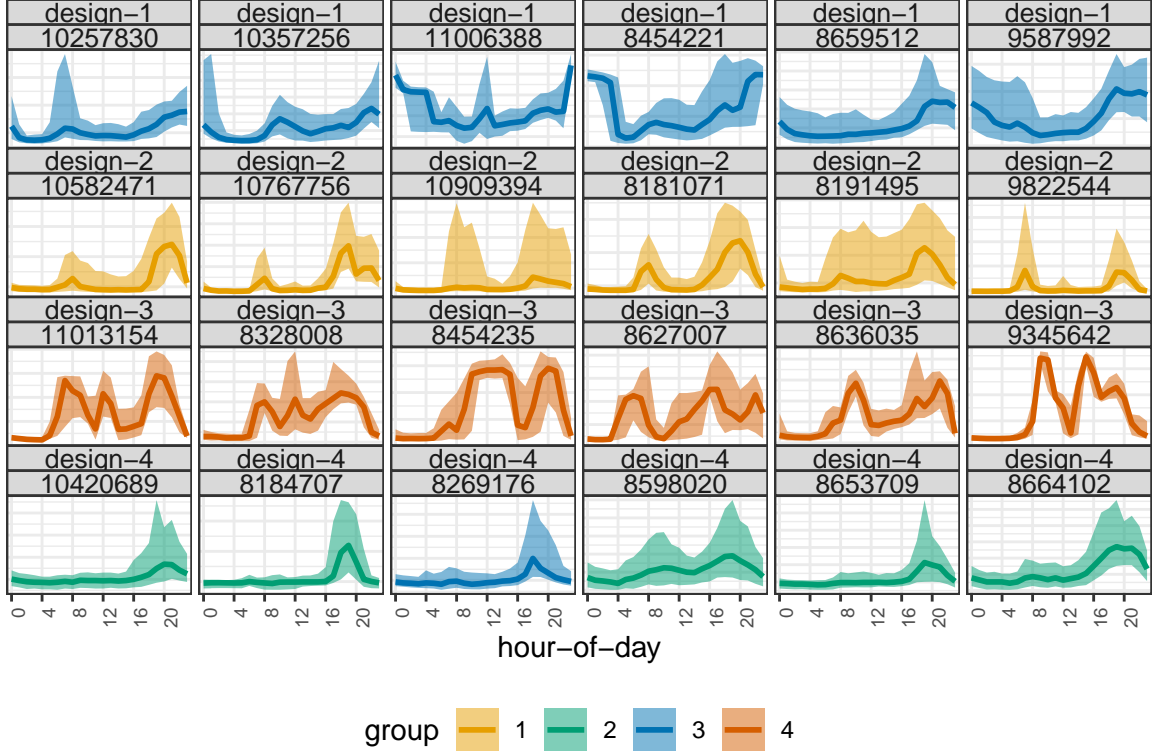 design−1 design−1 design−1 design−1 design−1 design−1
10257830 10357256 11006388 8454221 8659512 9587992
design−2 design−2 design−2 design−2 design−2 design−2
10582471 10767756 10909394 8181071 8191495 9822544
design−3 design−3 design−3 design−3 design−3 design−3
11013154 8328008 8454235 8627007 8636035 9345642
design−4 design−4 design−4 design−4 design−4 design−4
10420689 8184707 8269176 8598020 8653709 8664102
0 4 8 12 16 20 0 4 8 12 16 20 0 4 8 12 16 20 0 4 8 12 16 20 0 4 8 12 16 20 0 4 8 12 16 20
hour−of−day
group 1 2 3 4